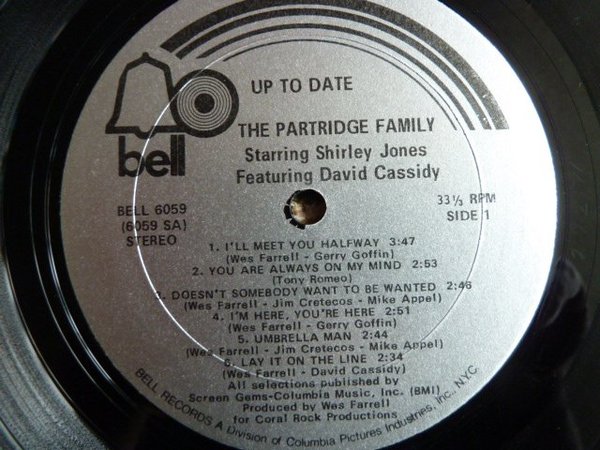 UP TO DATE
THE PARTRIDGE FAMILY
Starring Shirley Jones
Featuring David Cassidy
bell
BELL 6059
(6059 SA)
STEREO
33⅓ RPM
SIDE 1
1. I'LL MEET YOU HALFWAY 3:47
(Wes Farrell - Gerry Goffin)
2. YOU ARE ALWAYS ON MY MIND 2:53
(Tony Romeo)
3. DOESN'T SOMEBODY WANT TO BE WANTED 2:46
(Wes Farrell - Jim Cretecos - Mike Appel)
4. I'M HERE, YOU'RE HERE 2:51
(Wes Farrell - Gerry Goffin)
5. UMBRELLA MAN 2:44
(Wes Farrell - Jim Cretecos - Mike Appel)
6. LAY IT ON THE LINE 2:34
(Wes Farrell - David Cassidy)
All selections published by
Screen Gems-Columbia Music, Inc. (BMI)
Produced by Wes Farrell
for Coral Rock Productions
BELL RECORDS A Division of Columbia Pictures Industries, Inc., NYC